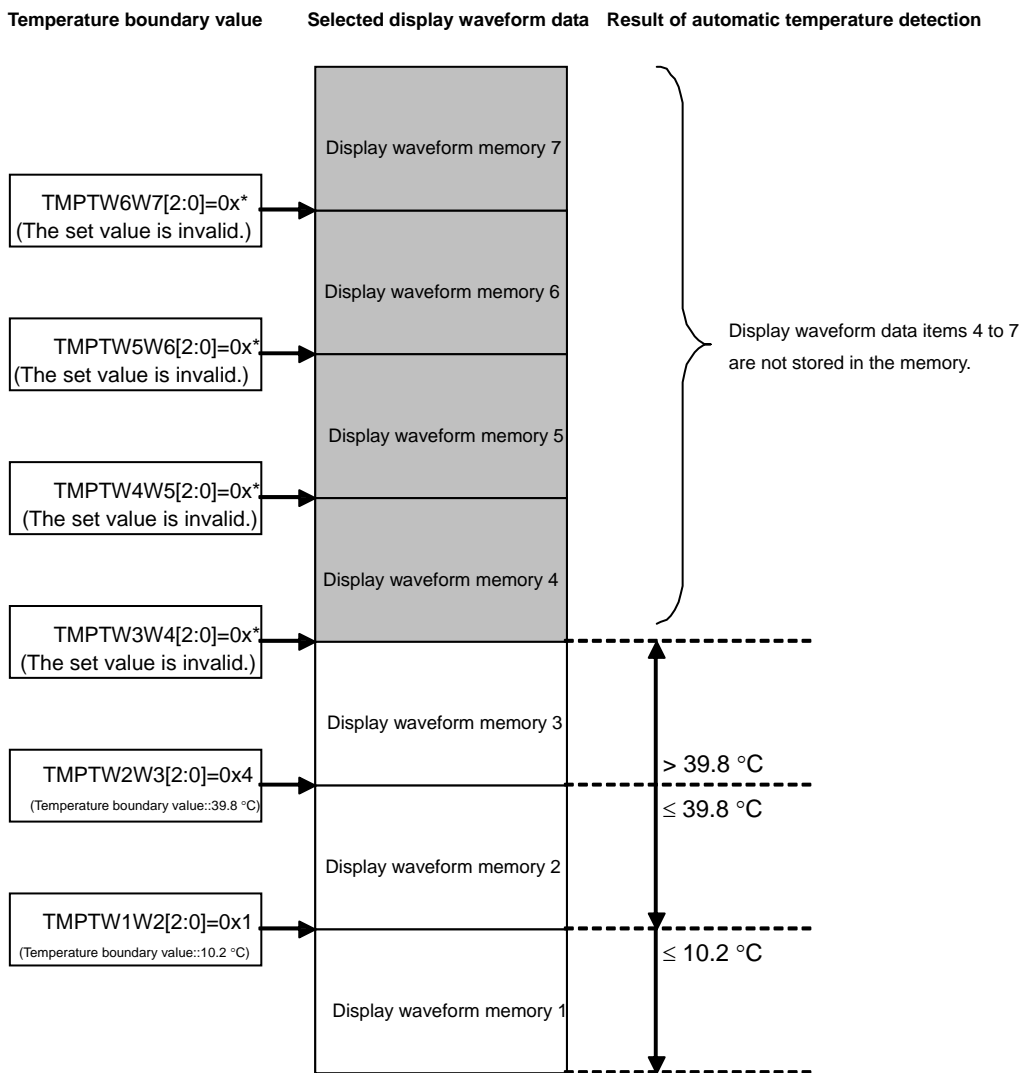 Temperature boundary value Selected display waveform data Result of automatic temperature detection
Display waveform memory 7
TMPTW6W7[2:0]=0x*
(The set value is invalid.)
Display waveform memory 6
TMPTW5W6[2:0]=0x*
(The set value is invalid.)
Display waveform data items 4 to 7
are not stored in the memory.
Display waveform memory 5
TMPTW4W5[2:0]=0x*
(The set value is invalid.)
Display waveform memory 4
TMPTW3W4[2:0]=0x*
(The set value is invalid.)
Display waveform memory 3
> 39.8 °C
TMPTW2W3[2:0]=0x4
(Temperature boundary value::39.8 °C)
≤ 39.8 °C
Display waveform memory 2
TMPTW1W2[2:0]=0x1
(Temperature boundary value::10.2 °C)
≤ 10.2 °C
Display waveform memory 1